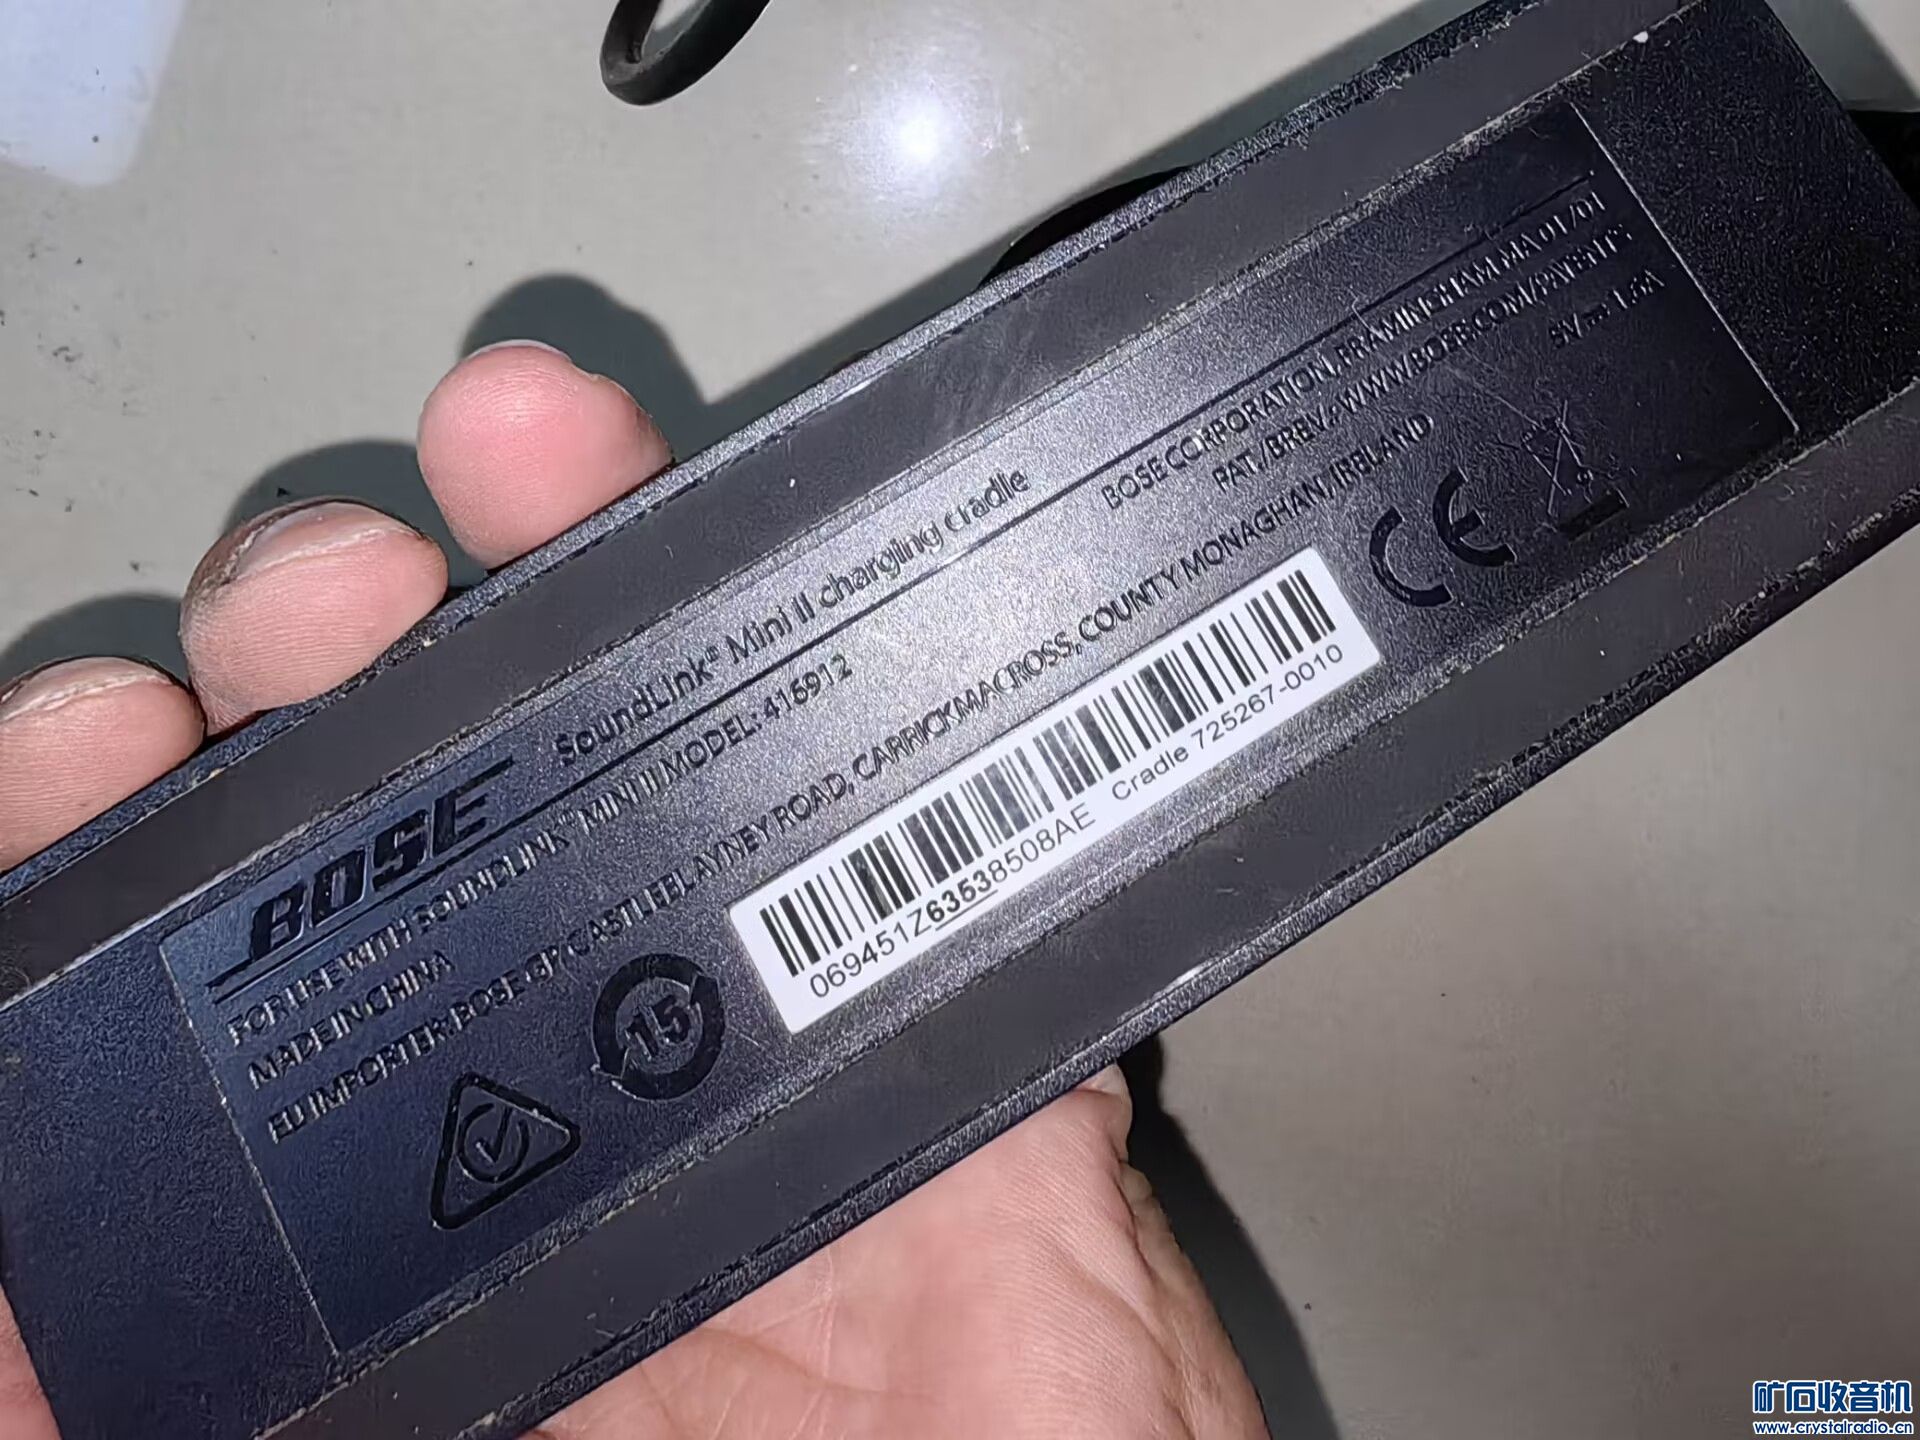 BOSE
SoundLink® Mini II charging cradle
FOR USE WITH SOUNDLINK® MINI II MODEL: 416912
BOSE CORPORATION, FRAMINGHAM MA 01701
MADE IN CHINA
PAT./BREV.: WWW.BOSE.COM/PATENTS
EU IMPORTER: BOSE GP, CASTLEBLAYNEY ROAD, CARRICKMACROSS, COUNTY MONAGHAN, IRELAND
5V 1.6A
15
CE
069451Z63538508AE Cradle 725267-0010
矿石收音机
www.crystalradio.cn